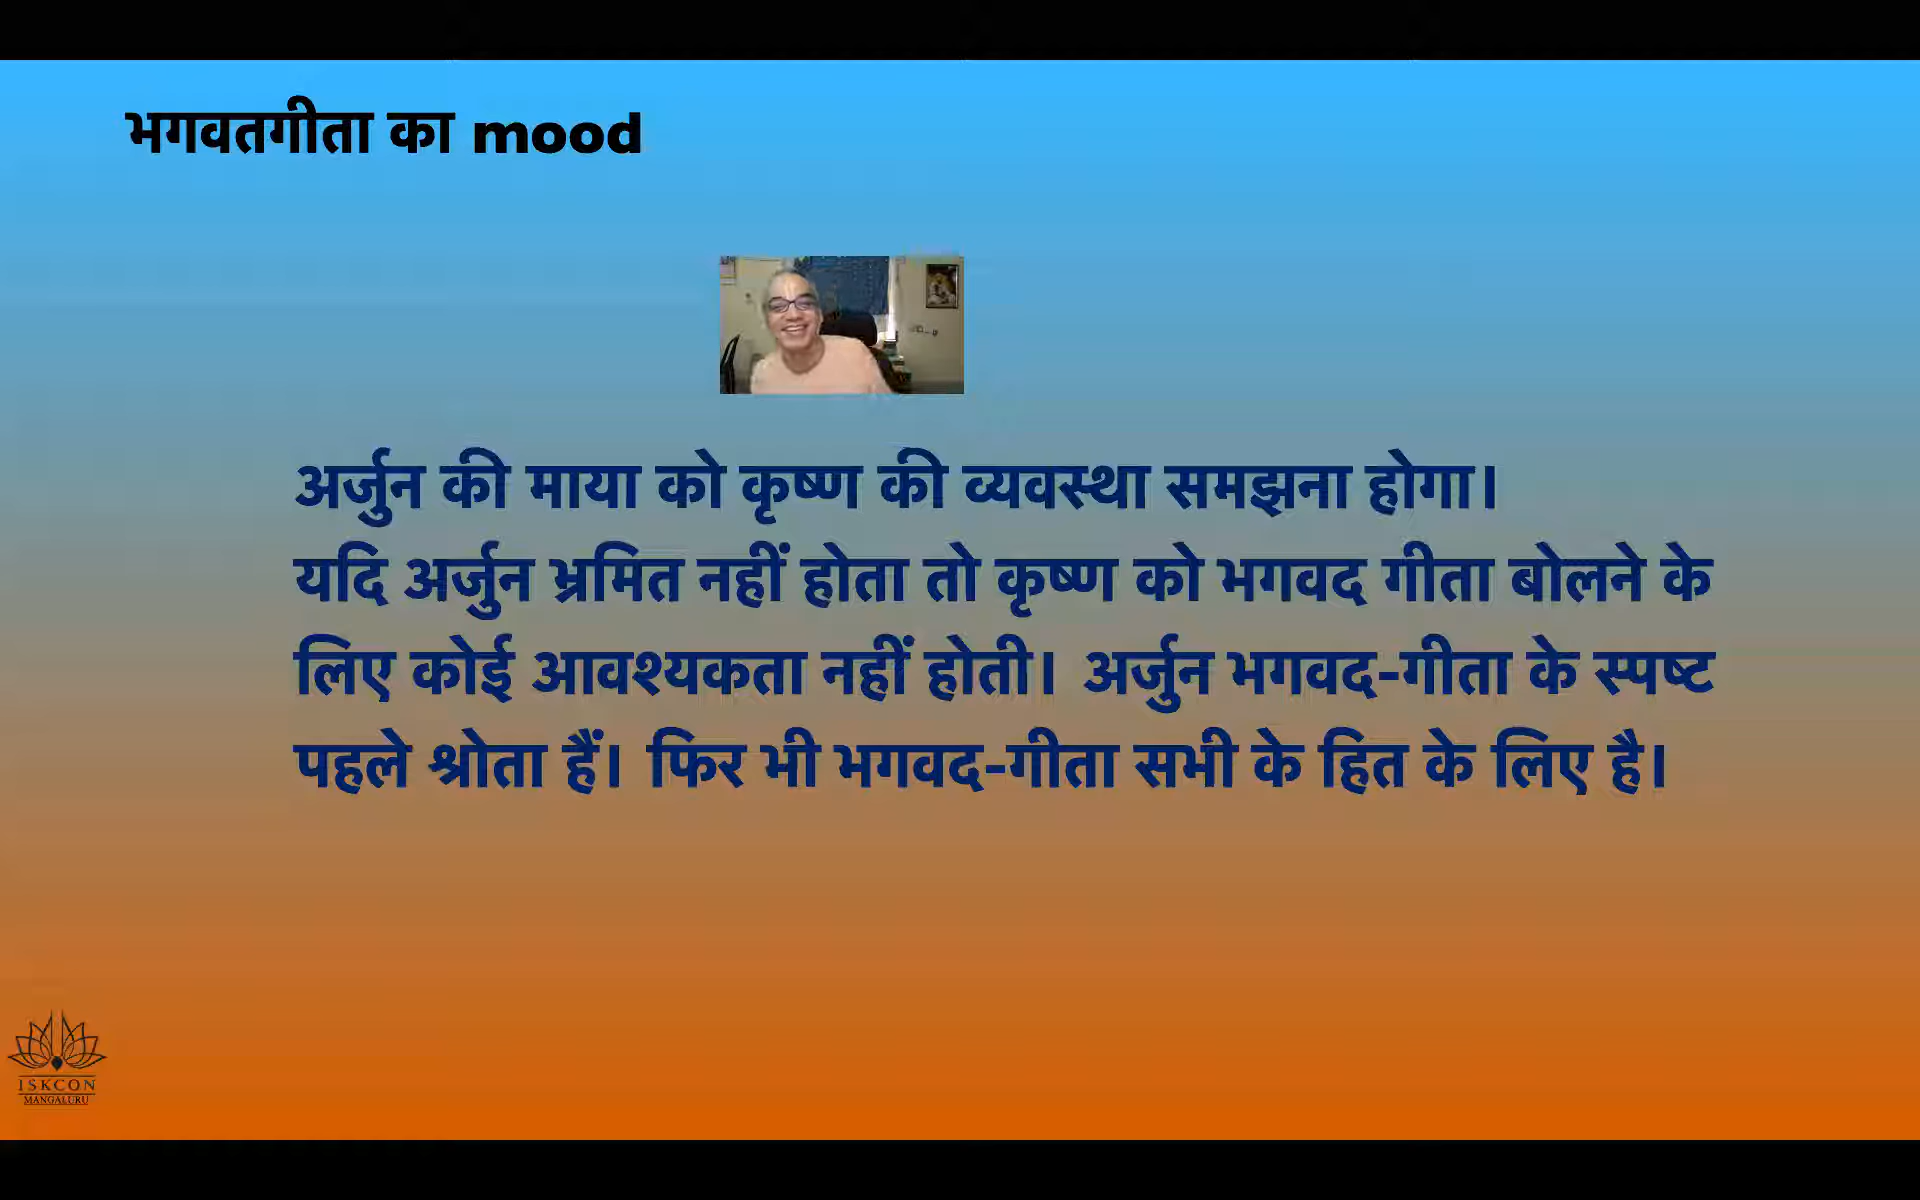 भगवतगीता का mood
अर्जुन की माया को कृष्ण की व्यवस्था समझना होगा।
यदि अर्जुन भ्रमित नहीं होता तो कृष्ण को भगवद गीता बोलने के
लिए कोई आवश्यकता नहीं होती। अर्जुन भगवद-गीता के स्पष्ट
पहले श्रोता हैं। फिर भी भगवद-गीता सभी के हित के लिए है।
ISKCON
MANGALURU